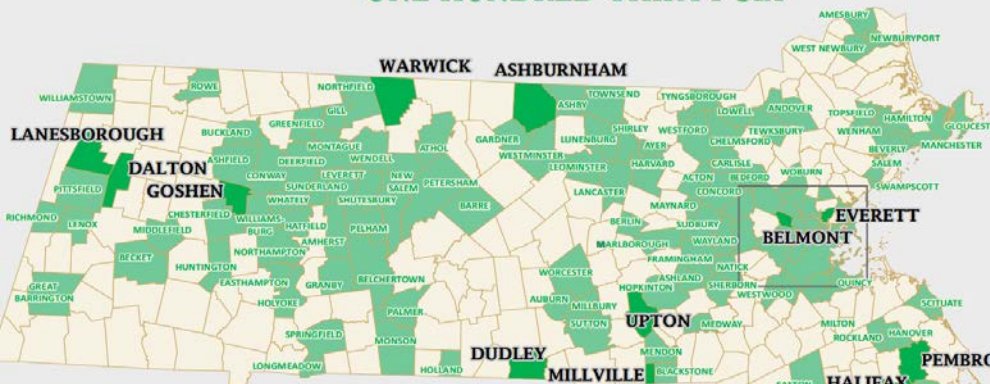 AMESBURY
NEWBURYPORT
WEST NEWBURY
WARWICK
ASHBURNHAM
WILLIAMSTOWN
ROWE
NORTHFIELD
GILL
ASHBY
TOWNSEND
TYNGSBOROUGH
LOWELL
ANDOVER
TOPSFIELD
HAMILTON
GLOUCEST
LANESBOROUGH
BUCKLAND
GREENFIELD
MONTAGUE
ATHOL
GARDNER
LUNENBURG
SHIRLEY
WESTFORD
CHELMSFORD
TEWKSBURY
WENHAM
MANCHESTER
BEVERLY
AYER
DALTON
ASHFIELD
DEERFIELD
WENDELL
WESTMINSTER
LEOMINSTER
HARVARD
CARLISLE
SALEM
PITTSFIELD
GOSHEN
CONWAY
LEVERETT
NEW
SALEM
PETERSHAM
ACTON
BEDFORD
WOBURN
SUNDERLAND
SWAMPSCOTT
LANCASTER
CONCORD
WHATELY
SHUTESBURY
MAYNARD
RICHMOND
LENOX
CHESTERFIELD
WILLIAMS-
BURG
HATFIELD
PELHAM
BARRE
BERLIN
SUDBURY
EVERETT
MIDDLEFIELD
AMHERST
MARLBOROUGH
WAYLAND
BELMONT
BECKET
NORTHAMPTON
FRAMINGHAM
HUNTINGTON
EASTHAMPTON
GRANBY
BELCHERTOWN
WORCESTER
ASHLAND
NATICK
GREAT
BARRINGTON
HOPKINTON
SHERBORN
WESTWOOD
QUINCY
HOLYOKE
AUBURN
MILLBURY
SCITUATE
PALMER
SUTTON
UPTON
MEDWAY
MILTON
ROCKLAND
HANOVER
SPRINGFIELD
MONSON
DUDLEY
MENDON
LONGMEADOW
HOLLAND
MILLVILLE
BLACKSTONE
PEMBRO
HALIFAX